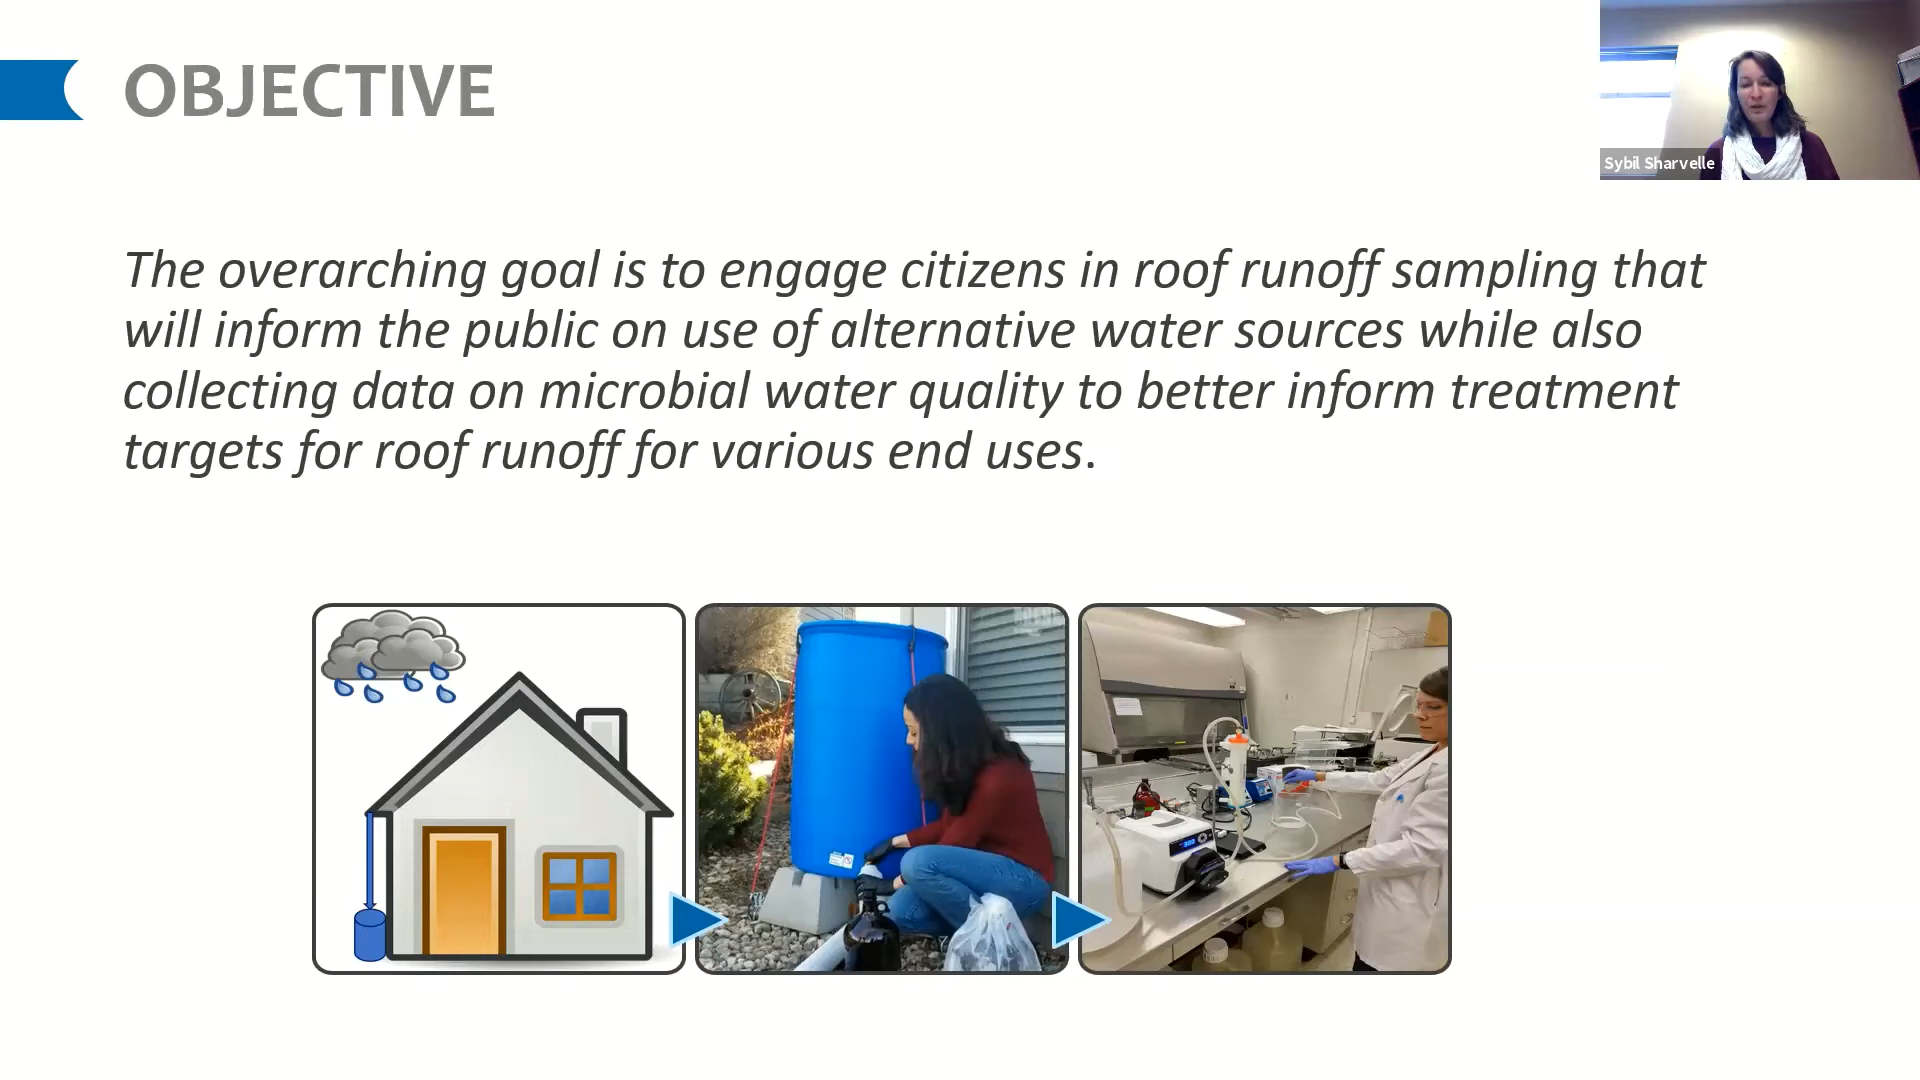 OBJECTIVE
Sybil Sharvelle
The overarching goal is to engage citizens in roof runoff sampling that
will inform the public on use of alternative water sources while also
collecting data on microbial water quality to better inform treatment
targets for roof runoff for various end uses.